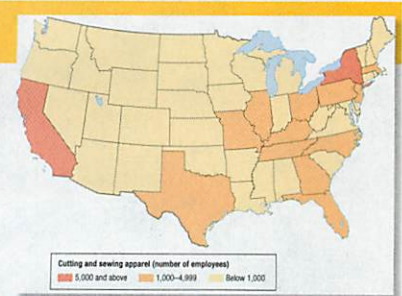 Cutting and sewing apparel (number of employees)
5,000 and above 1,000–4,999 Below 1,000